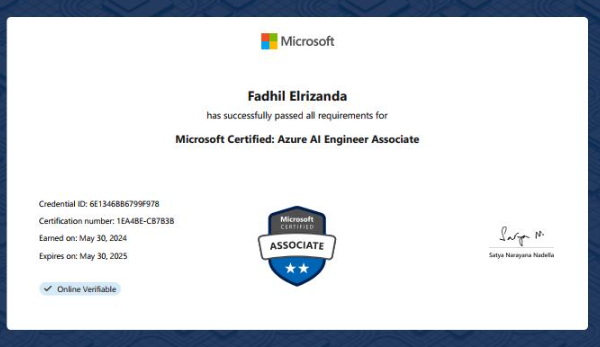 Microsoft
Fadhil Elrizanda
has successfully passed all requirements for
Microsoft Certified: Azure AI Engineer Associate
Credential ID: 6E1346BB6799F978
Certification number: 1EA4BE-CB7B3B
Earned on: May 30, 2024
Expires on: May 30, 2025
Online Verifiable
Microsoft
CERTIFIED
ASSOCIATE
Satya N.
Satya Narayana Nadella